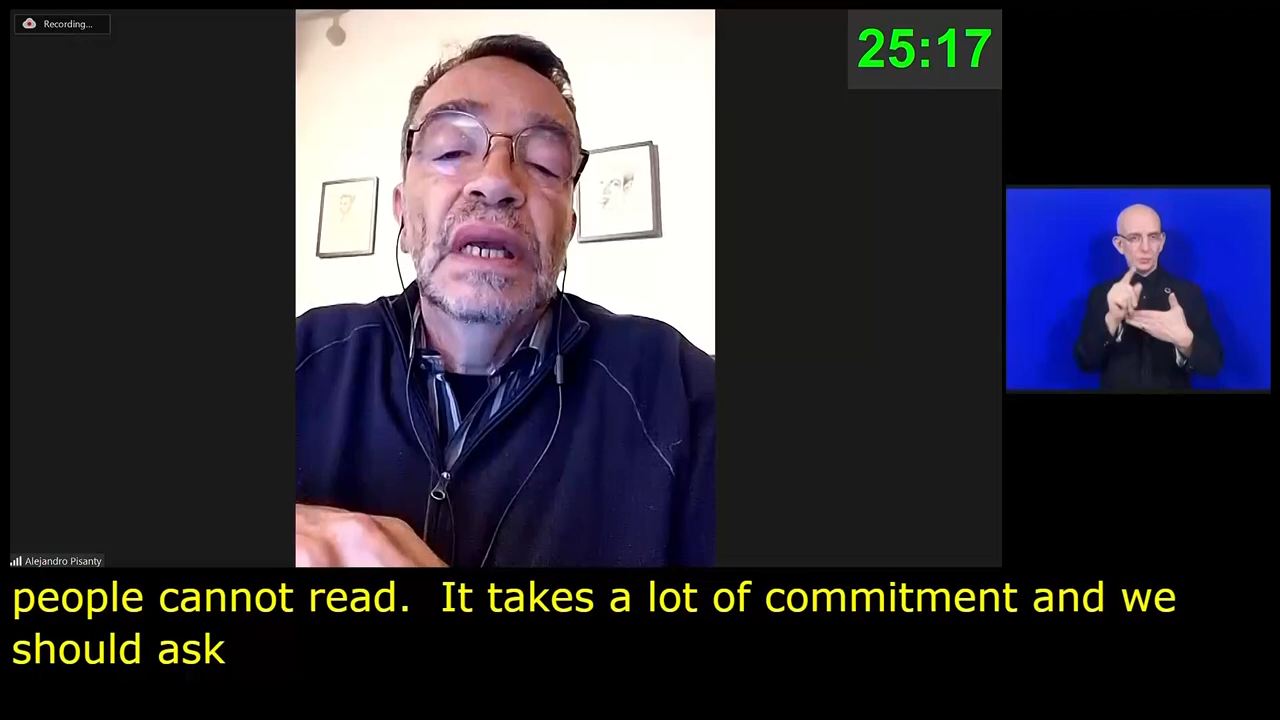 Recording...
25:17
Alejandro Pisanty
people cannot read.  It takes a lot of commitment and we
should ask